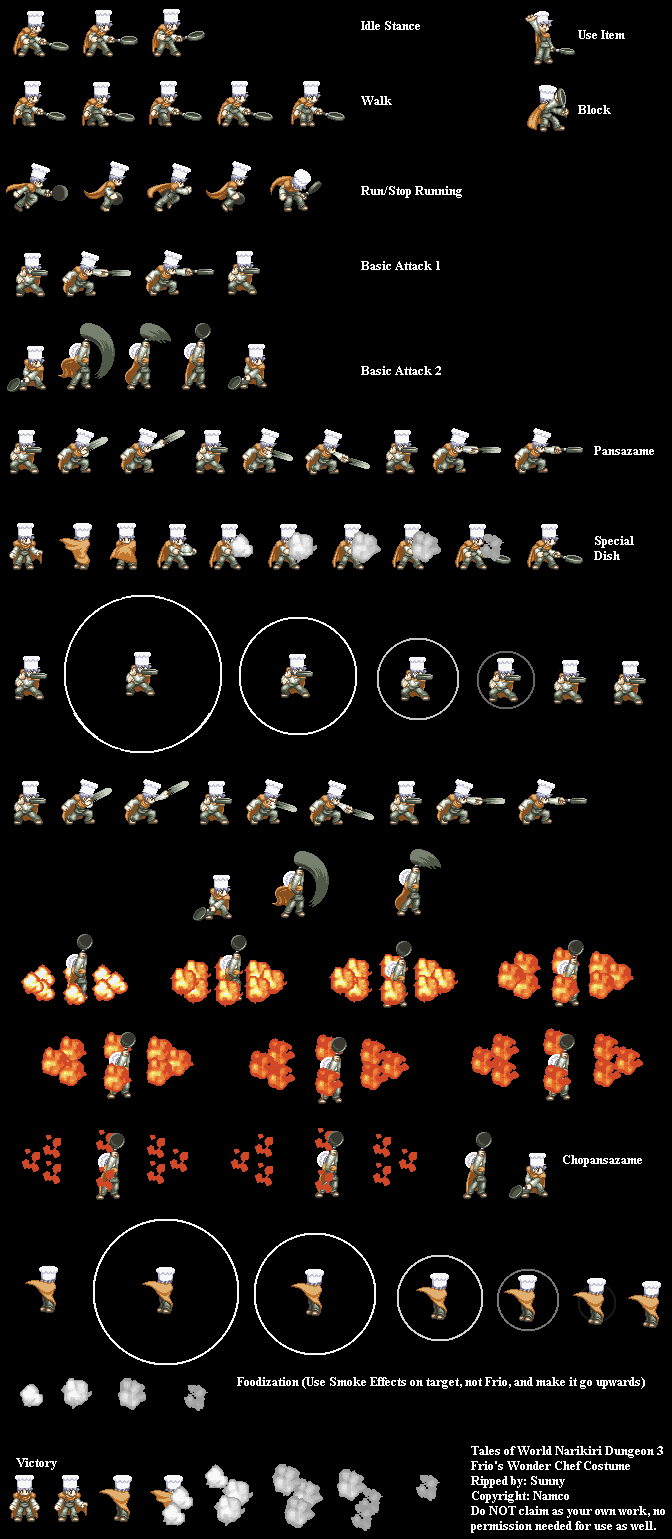 Idle Stance
Use Item
Walk
Block
Run/Stop Running
Basic Attack 1
Basic Attack 2
Pansazame
Special
Dish
Chopansazame
Foodization (Use Smoke Effects on target, not Frio, and make it go upwards)
Victory
Tales of World Narikiri Dungeon 3
Frio's Wonder Chef Costume
Ripped by: Sunny
Copyright: Namco
Do NOT claim as your own work, no
permission needed for use as well.